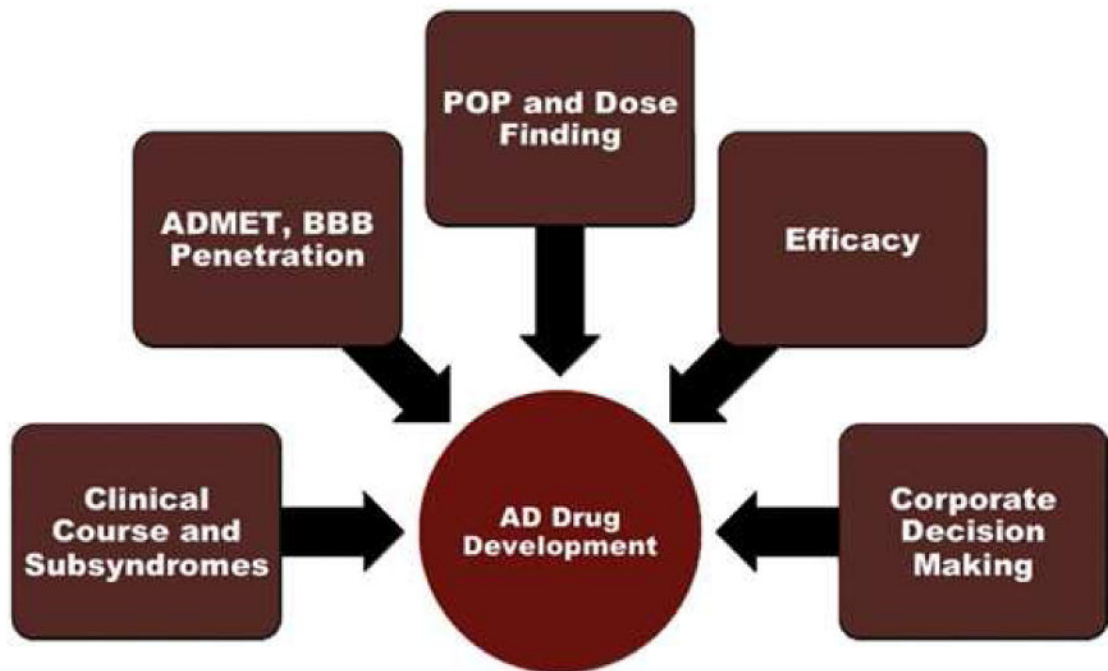 POP and Dose
Finding
ADMET, BBB
Penetration
Efficacy
Clinical
Course and
Subsyndromes
AD Drug
Development
Corporate
Decision
Making